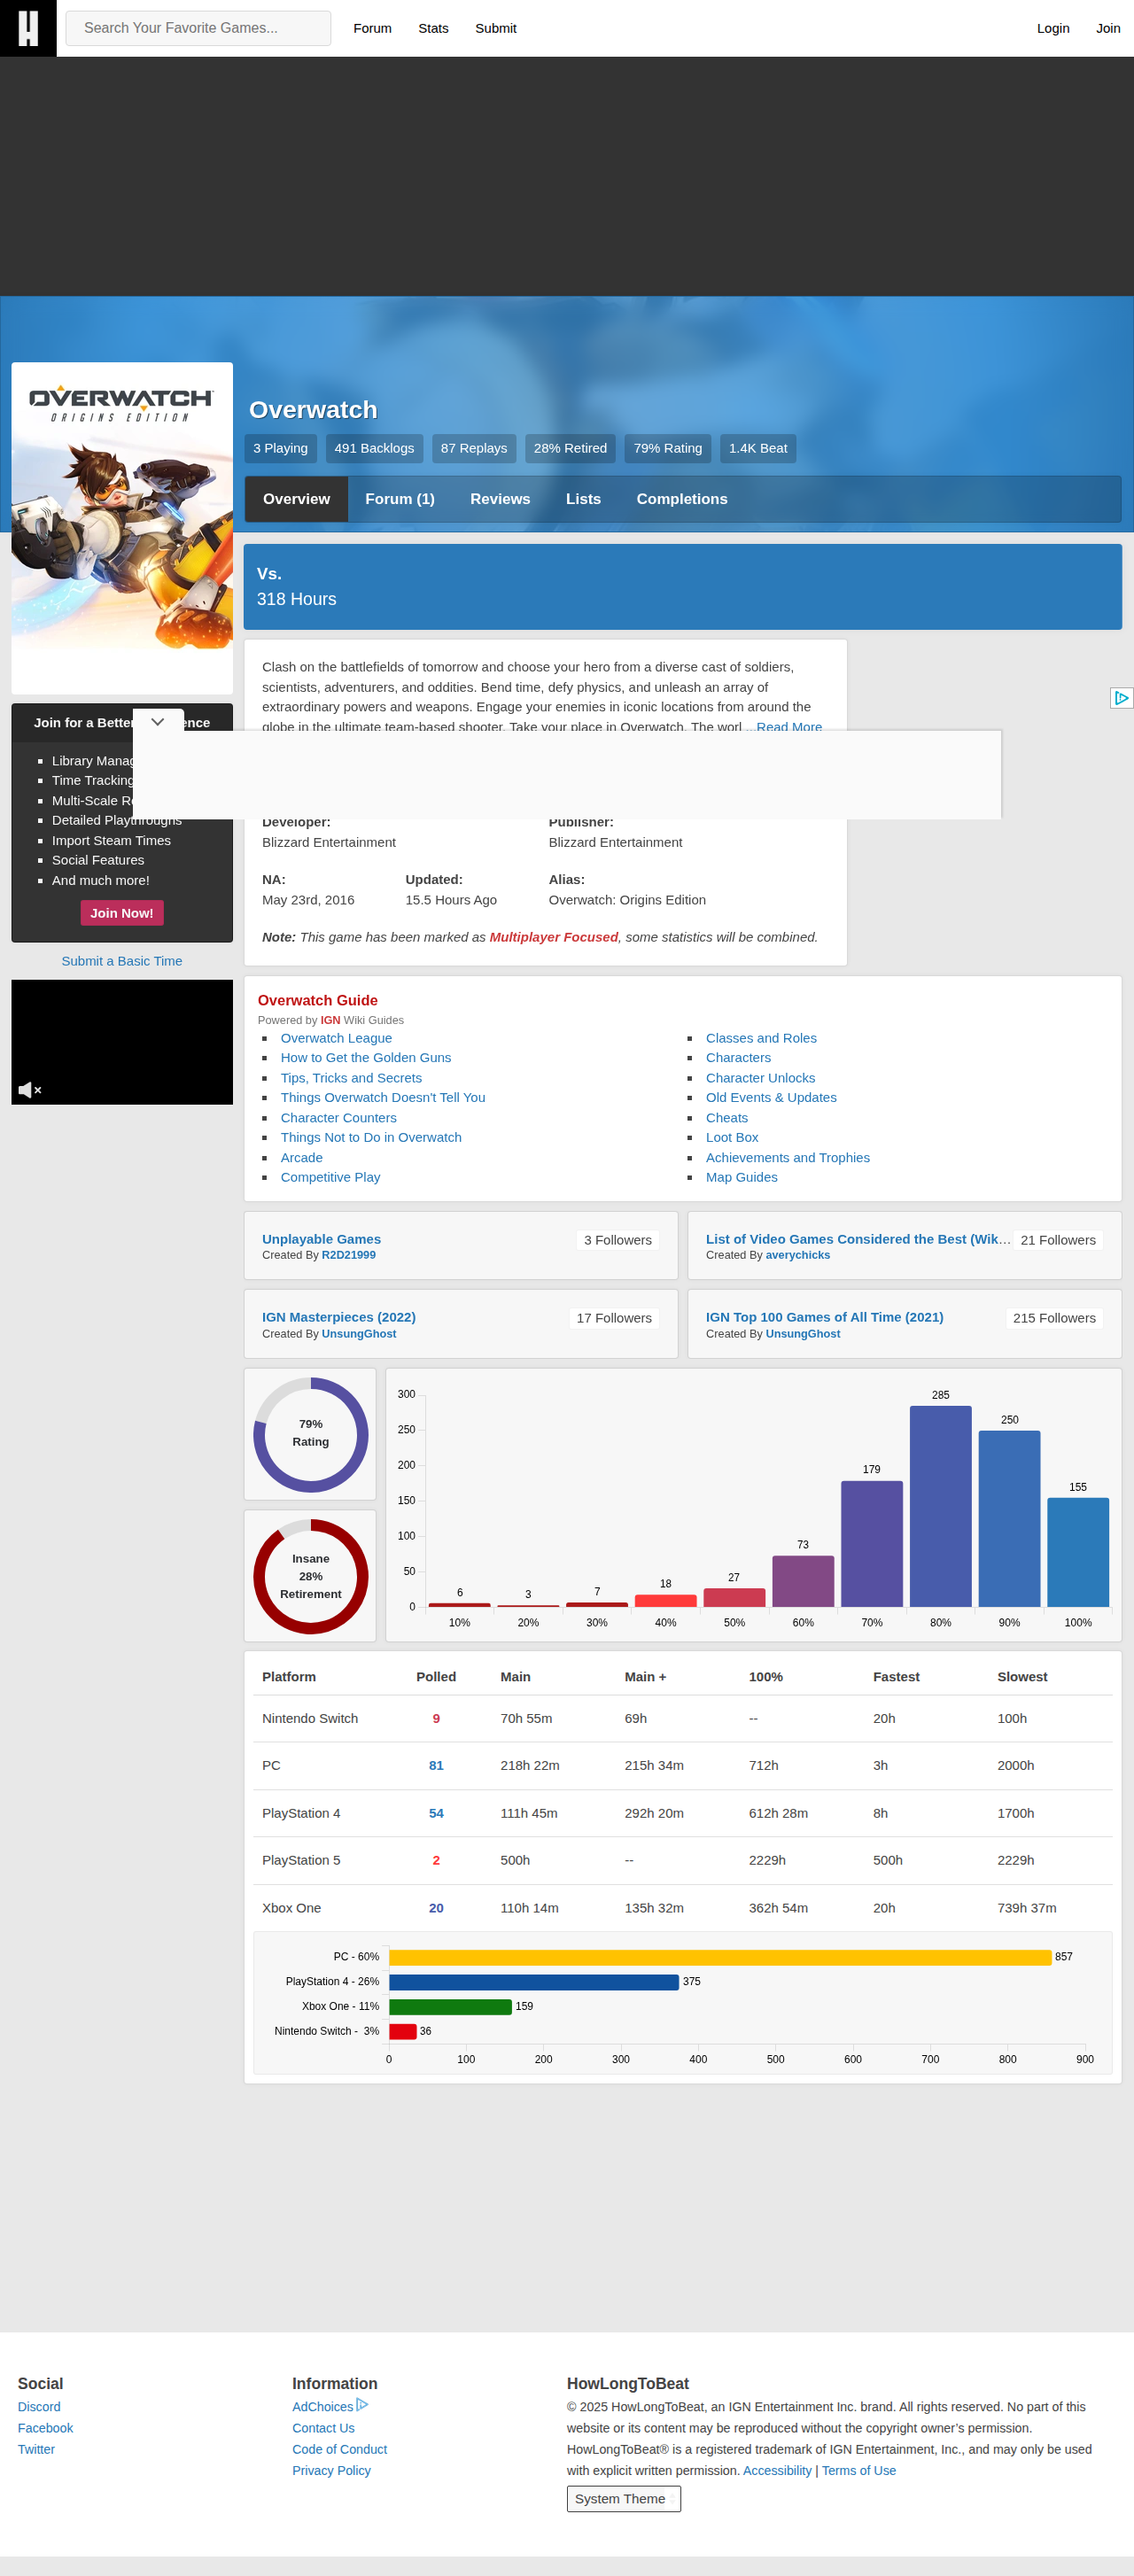 Search Your Favorite Games...
Forum
Stats
Submit
Login
Join
OVERWATCH
ORIGINS EDITION
Overwatch
3 Playing
491 Backlogs
87 Replays
28% Retired
79% Rating
1.4K Beat
Overview
Forum (1)
Reviews
Lists
Completions
Vs.
318 Hours
Clash on the battlefields of tomorrow and choose your hero from a diverse cast of soldiers,
scientists, adventurers, and oddities. Bend time, defy physics, and unleash an array of
extraordinary powers and weapons. Engage your enemies in iconic locations from around the
globe in the ultimate team-based shooter. Take your place in Overwatch. The worl ...Read More
Join for a Better
Library
Time Tracking
Multi-Scale
Detailed Playthroughs
Import Steam Times
Social Features
And much more!
Join Now!
Submit a Basic Time
Developer:
Blizzard Entertainment
Publisher:
Blizzard Entertainment
NA:
May 23rd, 2016
Updated:
15.5 Hours Ago
Alias:
Overwatch: Origins Edition
Note: This game has been marked as Multiplayer Focused, some statistics will be combined.
Overwatch Guide
Powered by IGN Wiki Guides
Overwatch League
How to Get the Golden Guns
Tips, Tricks and Secrets
Things Overwatch Doesn't Tell You
Character Counters
Things Not to Do in Overwatch
Arcade
Competitive Play
Classes and Roles
Characters
Character Unlocks
Old Events & Updates
Cheats
Loot Box
Achievements and Trophies
Map Guides
Unplayable Games
Created By R2D21999
3 Followers
List of Video Games Considered the Best (Wik...
Created By averychicks
21 Followers
IGN Masterpieces (2022)
Created By UnsungGhost
17 Followers
IGN Top 100 Games of All Time (2021)
Created By UnsungGhost
215 Followers
79%
Rating
Insane
28%
Retirement
300
250
200
150
100
50
0
6
3
7
18
27
73
179
285
250
155
10%
20%
30%
40%
50%
60%
70%
80%
90%
100%
Platform Polled Main Main + 100% Fastest Slowest
Nintendo Switch 9 70h 55m 69h -- 20h 100h
PC 81 218h 22m 215h 34m 712h 3h 2000h
PlayStation 4 54 111h 45m 292h 20m 612h 28m 8h 1700h
PlayStation 5 2 500h -- 2229h 500h 2229h
Xbox One 20 110h 14m 135h 32m 362h 54m 20h 739h 37m
PC - 60% 857
PlayStation 4 - 26% 375
Xbox One - 11% 159
Nintendo Switch - 3% 36
0 100 200 300 400 500 600 700 800 900
Social
Discord
Facebook
Twitter
Information
AdChoices
Contact Us
Code of Conduct
Privacy Policy
HowLongToBeat
© 2025 HowLongToBeat, an IGN Entertainment Inc. brand. All rights reserved. No part of this
website or its content may be reproduced without the copyright owner’s permission.
HowLongToBeat® is a registered trademark of IGN Entertainment, Inc., and may only be used
with explicit written permission. Accessibility | Terms of Use
System Theme